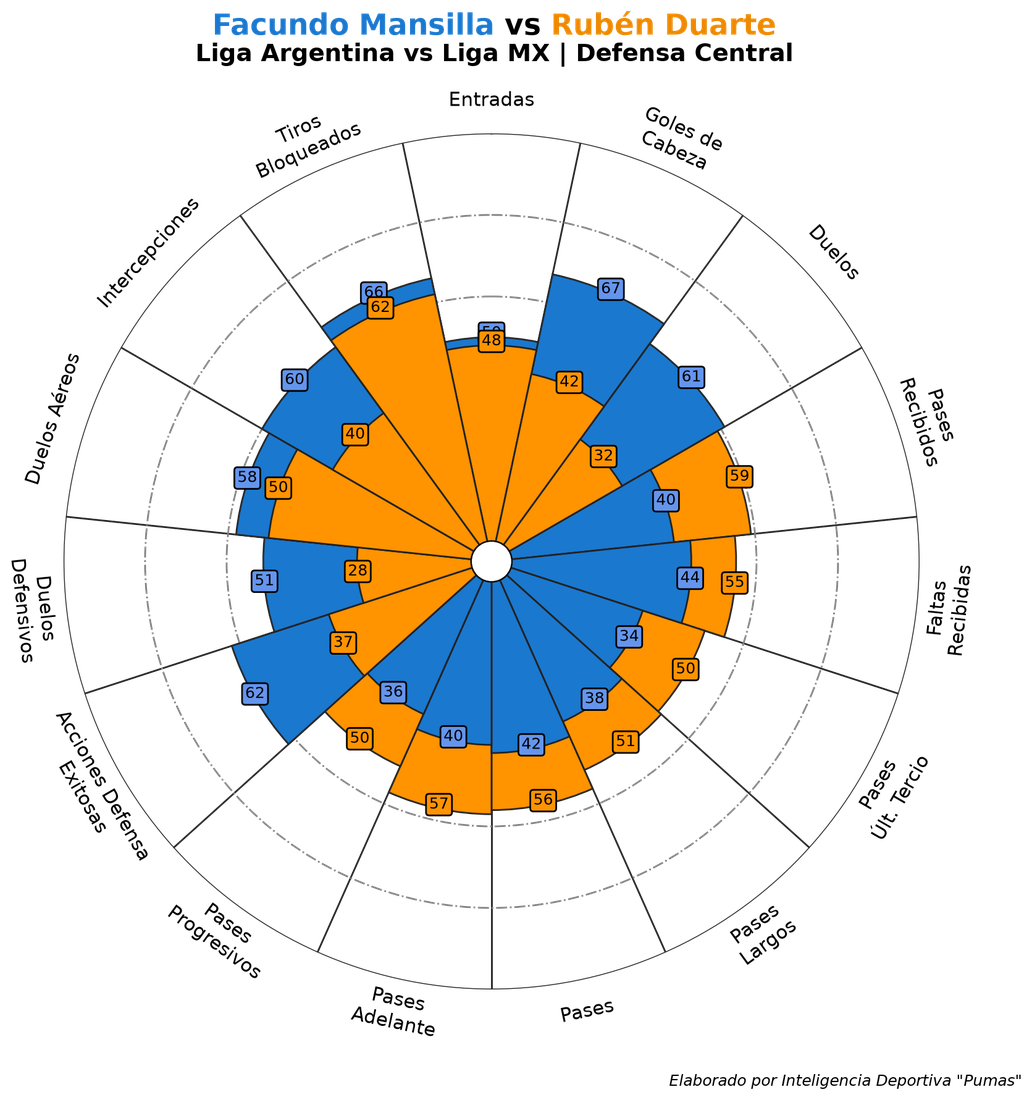 Facundo Mansilla vs Rubén Duarte
Liga Argentina vs Liga MX | Defensa Central
Entradas
Goles de
Cabeza
Duelos
Pases
Recibidos
Faltas
Recibidas
Pases
Últ. Tercio
Pases
Largos
Pases
Pases
Adelante
Pases
Progresivos
Acciones Defensa
Exitosas
Duelos
Defensivos
Duelos Aéreos
Intercepciones
Tiros
Bloqueados
48
67
42
61
32
59
40
44
55
34
50
38
51
42
56
40
57
36
50
62
37
51
28
58
50
60
40
66
62
Elaborado por Inteligencia Deportiva "Pumas"